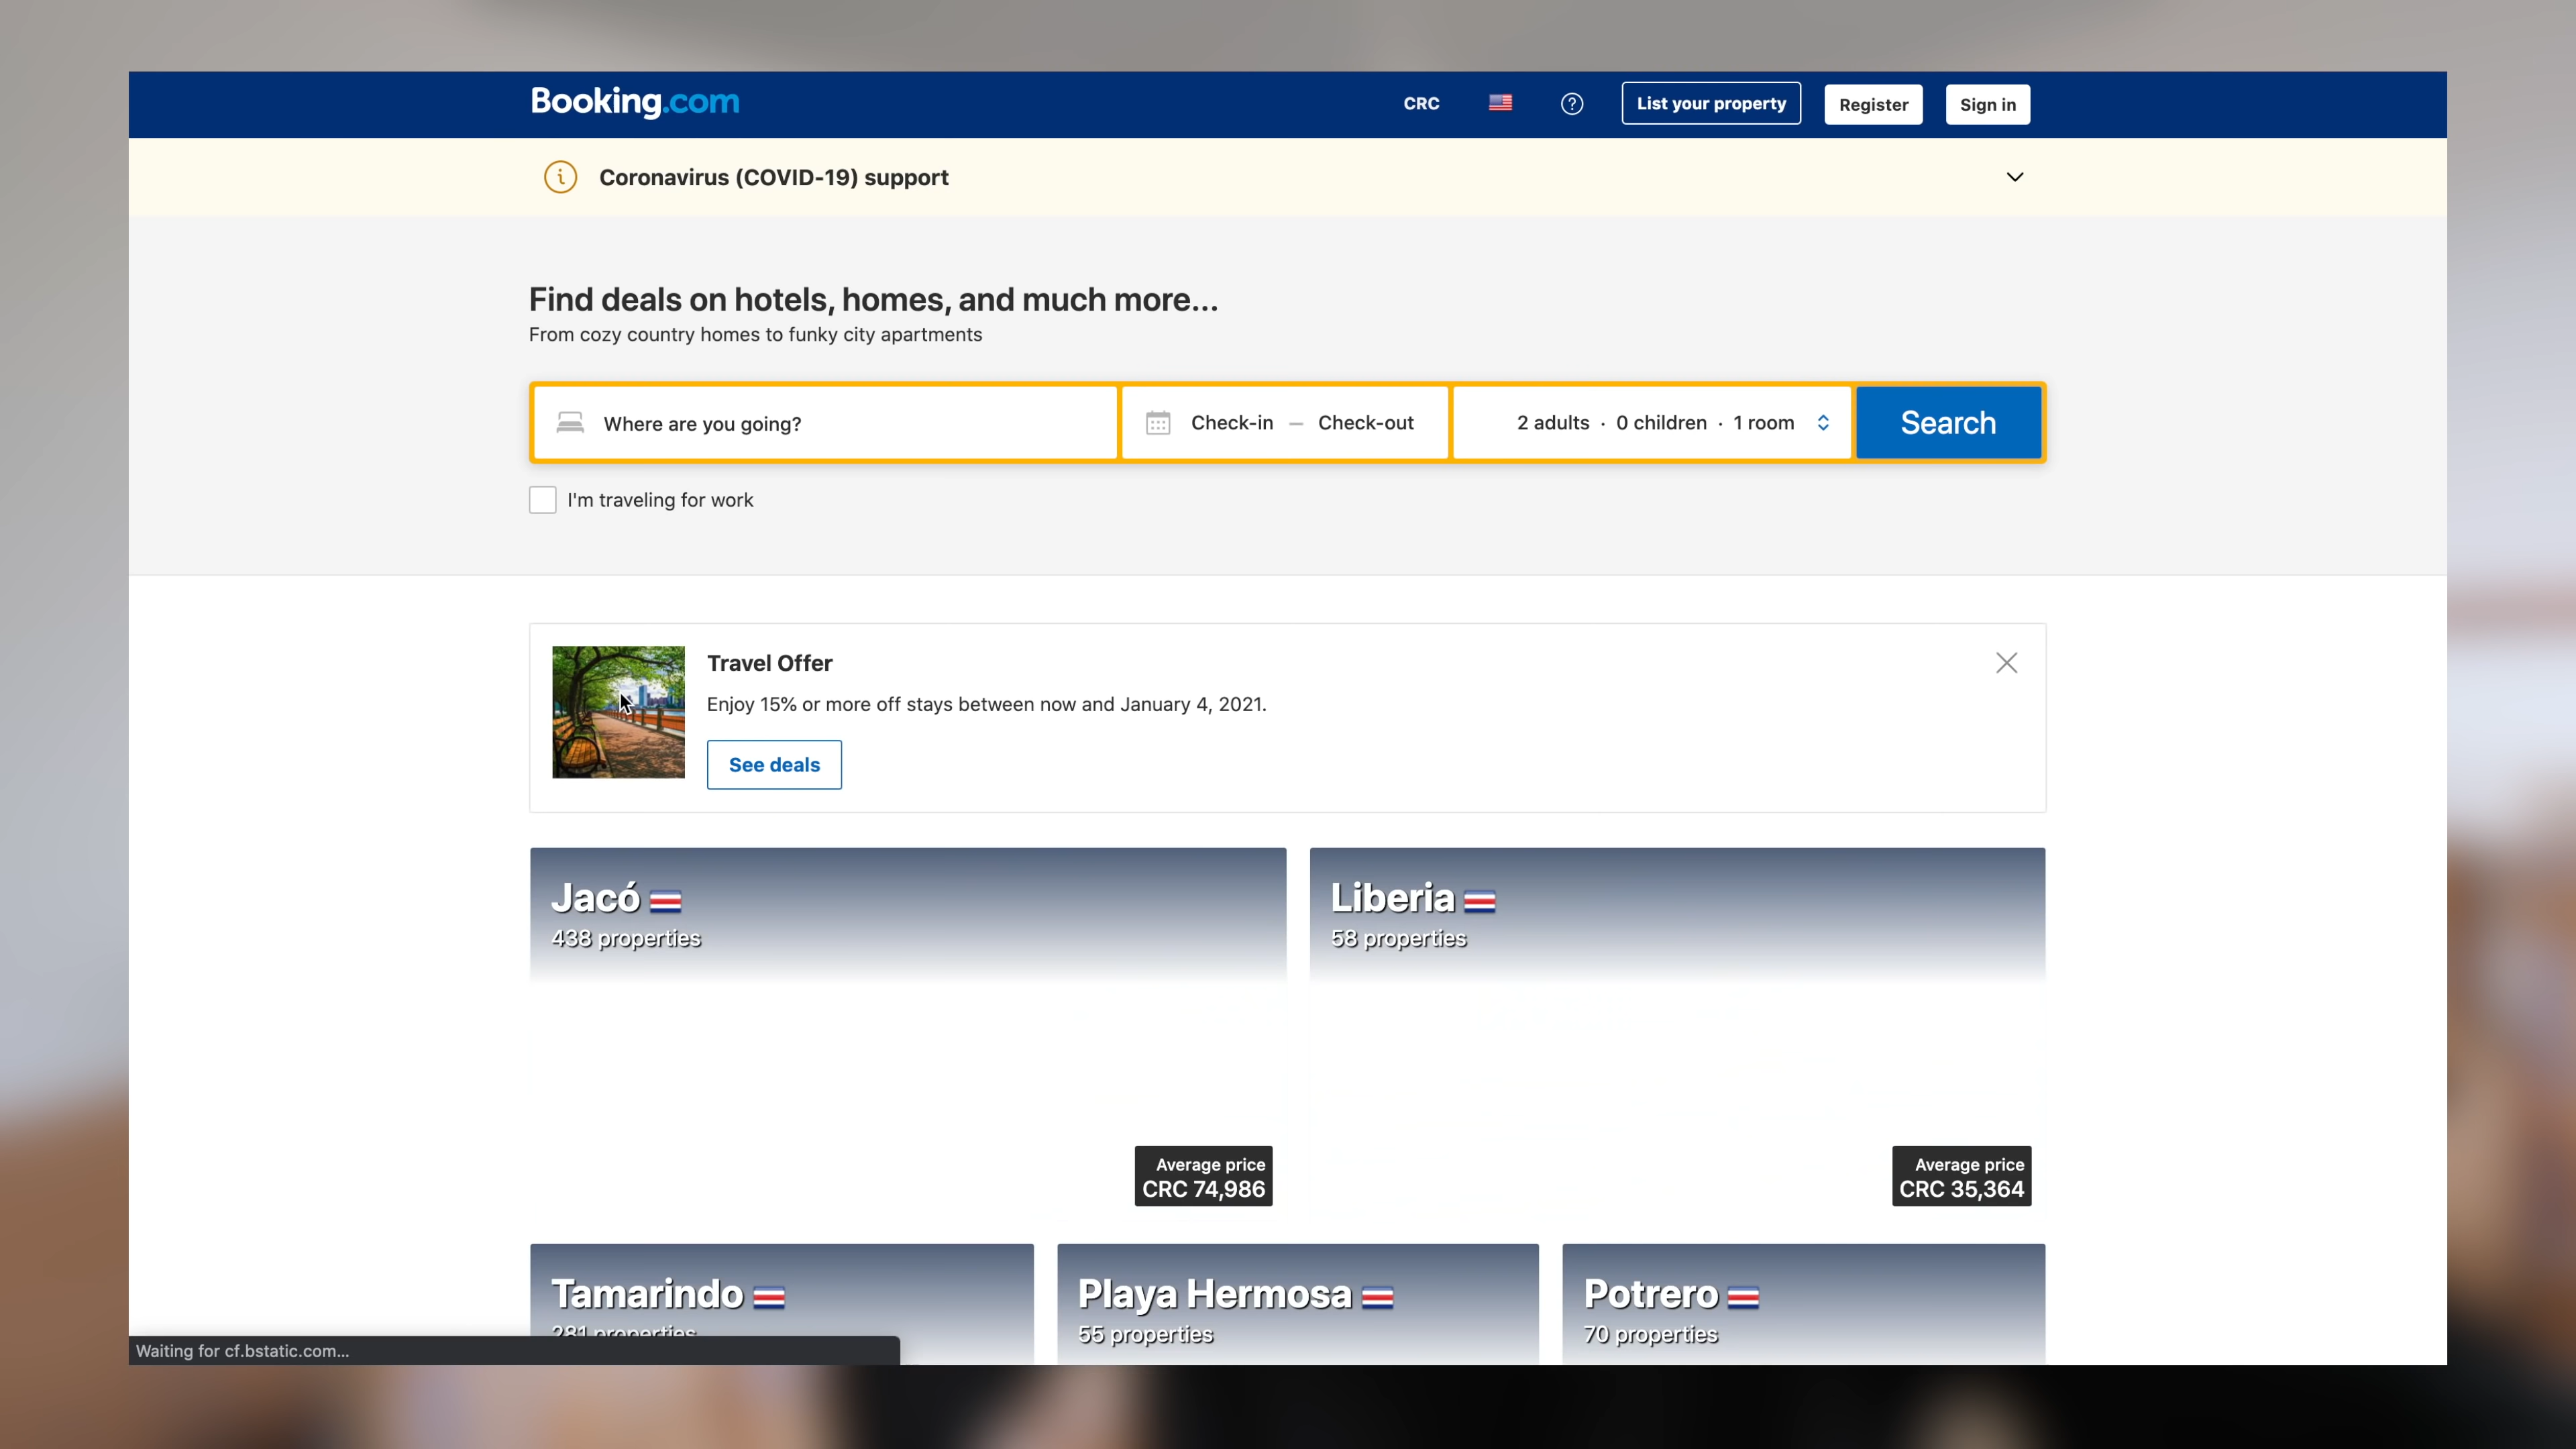 Booking.com
CRC
List your property
Register
Sign in
Coronavirus (COVID-19) support
Find deals on hotels, homes, and much more...
From cozy country homes to funky city apartments
Where are you going?
Check-in — Check-out
2 adults · 0 children · 1 room
Search
I'm traveling for work
Travel Offer
Enjoy 15% or more off stays between now and January 4, 2021.
See deals
Jacó
438 properties
Average price
CRC 74,986
Liberia
58 properties
Average price
CRC 35,364
Tamarindo
281 properties
Playa Hermosa
55 properties
Potrero
70 properties
Waiting for cf.bstatic.com...